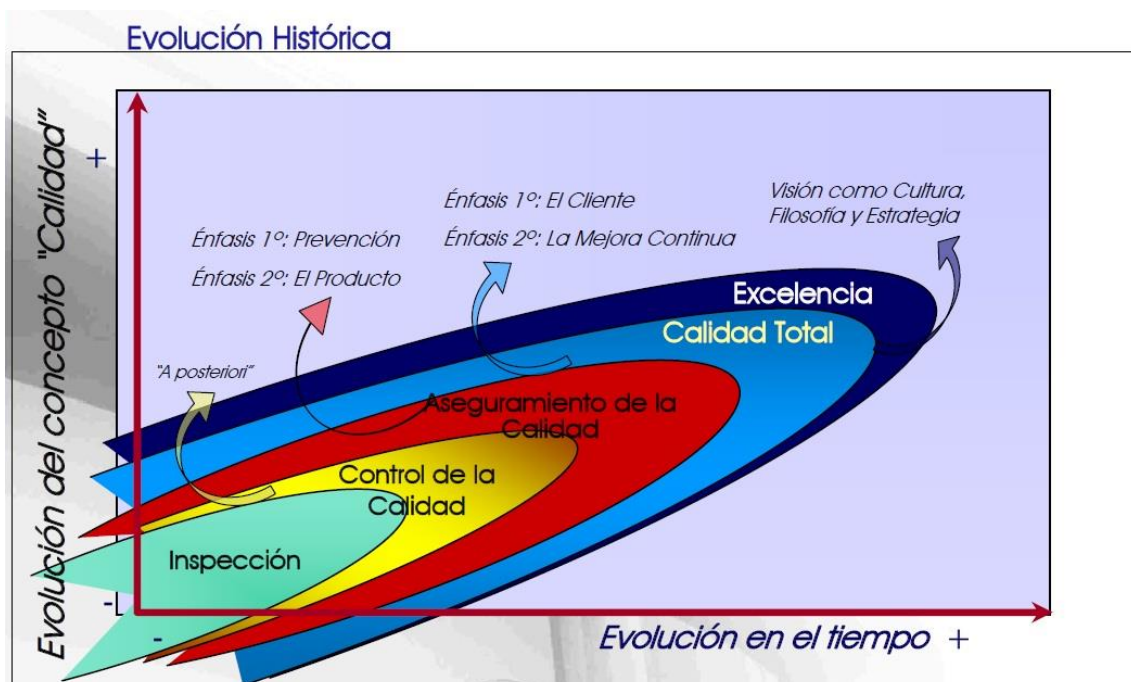 Evolución Histórica
Evolución del concepto "Calidad"
+
Énfasis 1º: Prevención
Énfasis 2º: El Producto
Énfasis 1º: El Cliente
Énfasis 2º: La Mejora Continua
Visión como Cultura,
Filosofía y Estrategia
"A posteriori"
Excelencia
Calidad Total
Aseguramiento de la
Calidad
Control de la
Calidad
Inspección
-
-
Evolución en el tiempo +